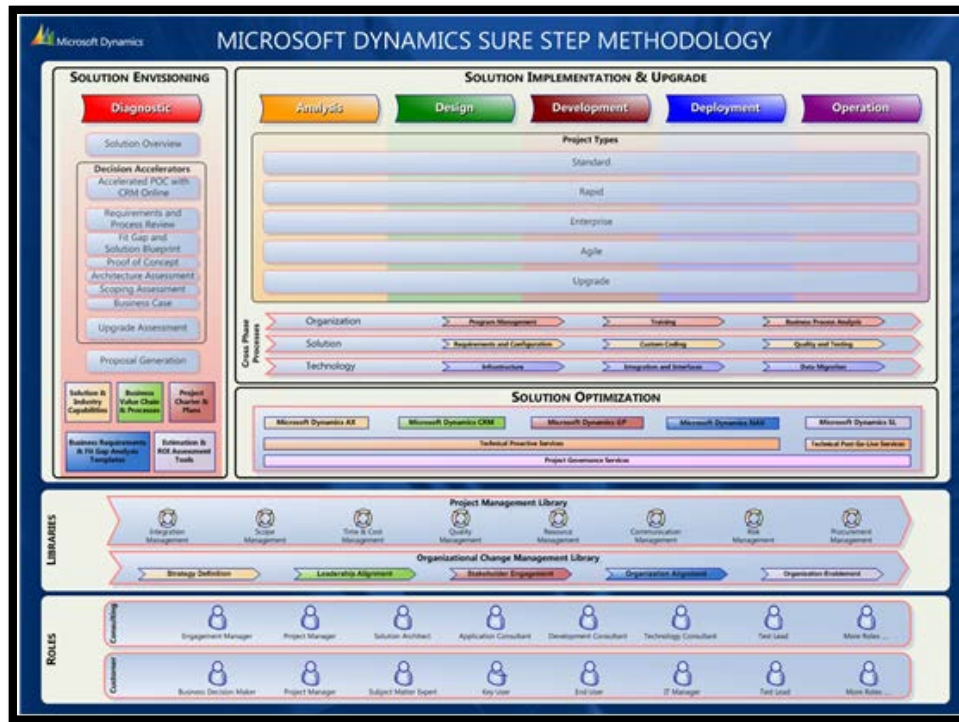 Microsoft Dynamics
MICROSOFT DYNAMICS SURE STEP METHODOLOGY
SOLUTION ENVISIONING
Diagnostic
Solution Overview
Decision Accelerators
Accelerated POC with
CRM Online
Requirements and
Process Review
Fit Gap and
Solution Blueprint
Proof of Concept
Architecture Assessment
Scoping Assessment
Business Case
Upgrade Assessment
Proposal Generation
Solution &
Industry
Capabilities
Business
Value Chain
& Processes
Project
Charter &
Plans
Business Requirements
& Fit Gap Analysis
Templates
Estimation &
ROI Assessment
Tools
SOLUTION IMPLEMENTATION & UPGRADE
Analysis
Design
Development
Deployment
Operation
Project Types
Standard
Rapid
Enterprise
Agile
Upgrade
Cross Phase
Processes
Organization
Program Management
Training
Business Process Analysis
Solution
Requirements and Configuration
Custom Coding
Quality and Testing
Technology
Infrastructure
Integration and Interfaces
Data Migration
SOLUTION OPTIMIZATION
Microsoft Dynamics AX
Microsoft Dynamics CRM
Microsoft Dynamics GP
Microsoft Dynamics NAV
Microsoft Dynamics SL
Technical Proactive Services
Technical Post Go-Live Services
Project Governance Services
LIBRARIES
Project Management Library
Integration
Management
Scope
Management
Time & Cost
Management
Quality
Management
Resource
Management
Communication
Management
Risk
Management
Procurement
Management
Organizational Change Management Library
Strategy Definition
Leadership Alignment
Stakeholder Engagement
Organization Alignment
Organization Enablement
ROLES
Consulting
Engagement Manager
Project Manager
Solution Architect
Application Consultant
Development Consultant
Technology Consultant
Test Lead
More Roles ...
Customer
Business Decision Maker
Project Manager
Subject Matter Expert
Key User
End User
IT Manager
Test Lead
More Roles ...